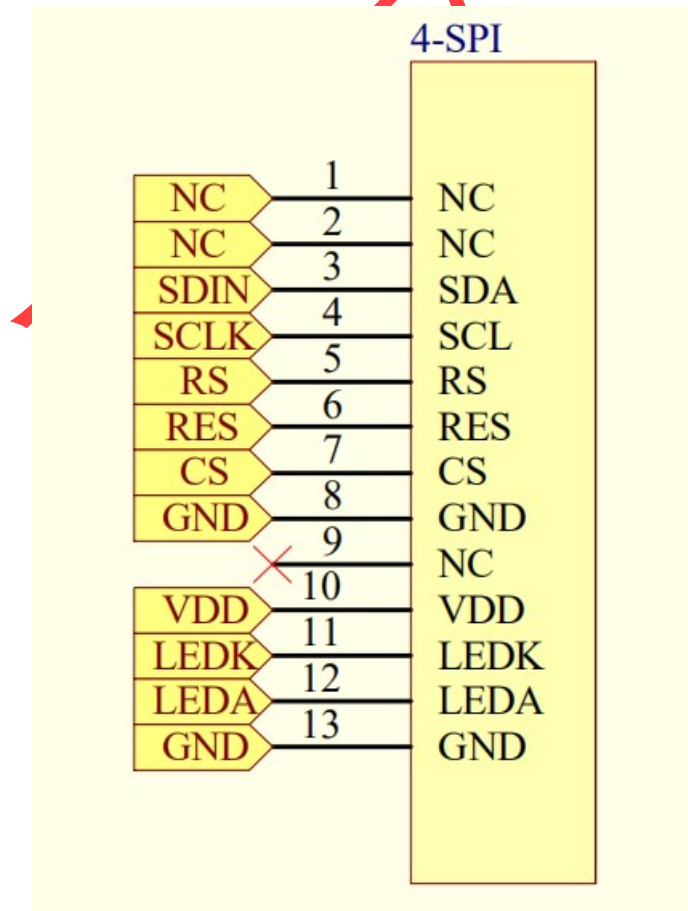 4-SPI
NC 1 NC
NC 2 NC
SDIN 3 SDA
SCLK 4 SCL
RS 5 RS
RES 6 RES
CS 7 CS
GND 8 GND
9 NC
VDD 10 VDD
LEDK 11 LEDK
LEDA 12 LEDA
GND 13 GND